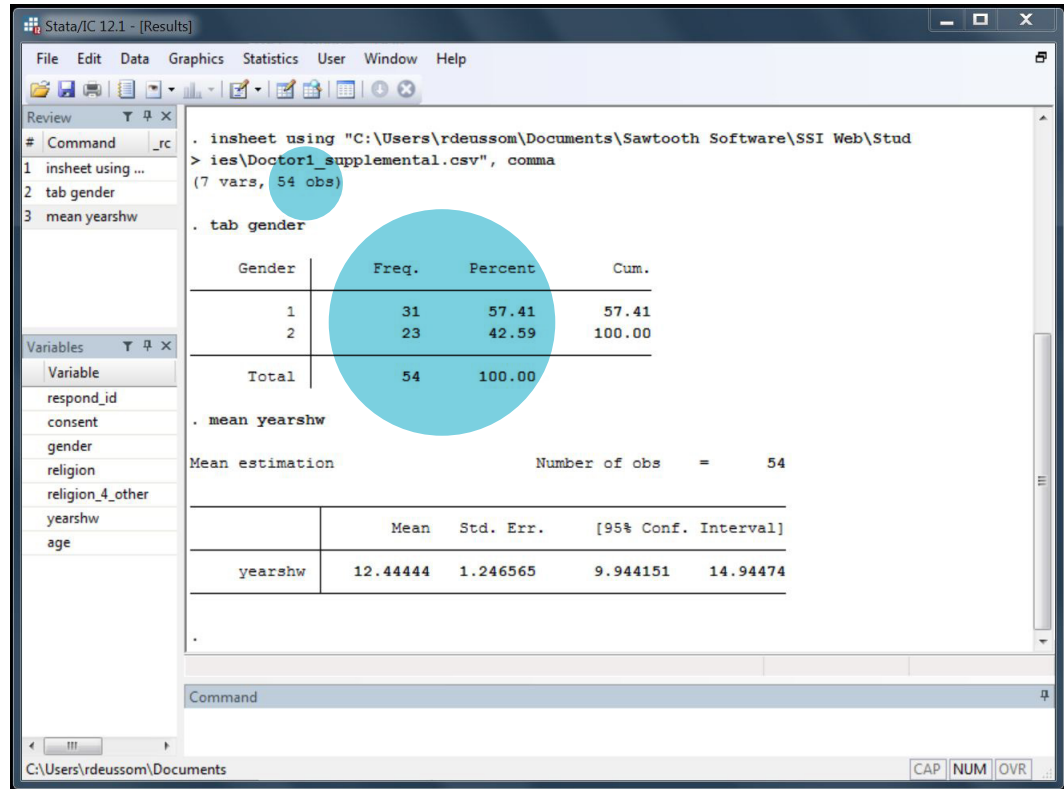 Stata/IC 12.1 - [Results]
File Edit Data Graphics Statistics User Window Help
Review
# Command _rc
1 insheet using ...
2 tab gender
3 mean yearshw
Variables
Variable
respond_id
consent
gender
religion
religion_4_other
yearshw
age
. insheet using "C:\Users\rdeussom\Documents\Sawtooth Software\SSI Web\Stud
> ies\Doctor1_supplemental.csv", comma
(7 vars, 54 obs)
. tab gender
Gender Freq. Percent Cum.
1 31 57.41 57.41
2 23 42.59 100.00
Total 54 100.00
. mean yearshw
Mean estimation Number of obs = 54
Mean Std. Err. [95% Conf. Interval]
yearshw 12.44444 1.246565 9.944151 14.94474
.
Command
C:\Users\rdeussom\Documents CAP NUM OVR